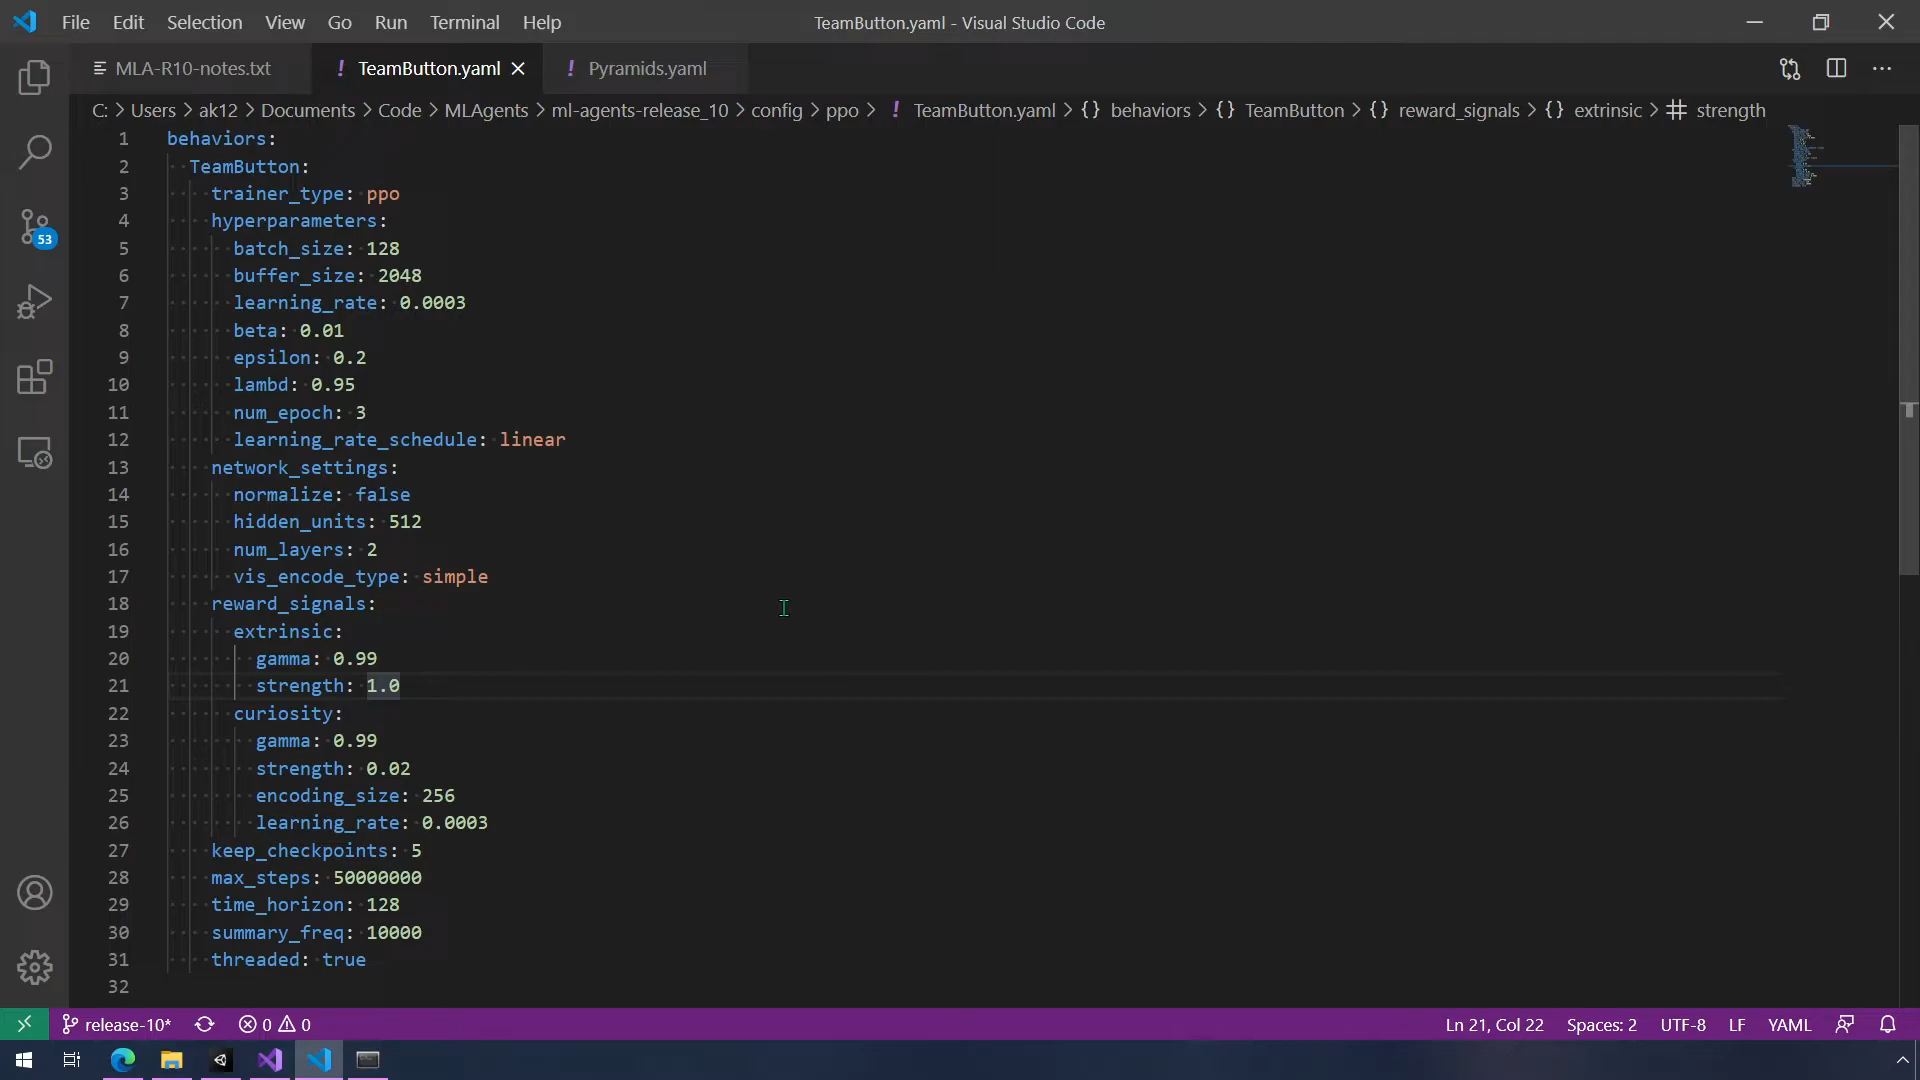 File Edit Selection View Go Run Terminal Help TeamButton.yaml - Visual Studio Code
MLA-R10-notes.txt ! TeamButton.yaml ! Pyramids.yaml
C: > Users > ak12 > Documents > Code > MLAgents > ml-agents-release_10 > config > ppo > ! TeamButton.yaml > {} behaviors > {} TeamButton > {} reward_signals > {} extrinsic > # strength
1 behaviors:
2 TeamButton:
3 trainer_type: ppo
4 hyperparameters:
5 batch_size: 128
6 buffer_size: 2048
7 learning_rate: 0.0003
8 beta: 0.01
9 epsilon: 0.2
10 lambd: 0.95
11 num_epoch: 3
12 learning_rate_schedule: linear
13 network_settings:
14 normalize: false
15 hidden_units: 512
16 num_layers: 2
17 vis_encode_type: simple
18 reward_signals:
19 extrinsic:
20 gamma: 0.99
21 strength: 1.0
22 curiosity:
23 gamma: 0.99
24 strength: 0.02
25 encoding_size: 256
26 learning_rate: 0.0003
27 keep_checkpoints: 5
28 max_steps: 50000000
29 time_horizon: 128
30 summary_freq: 10000
31 threaded: true
32
53
release-10* 0 0 Ln 21, Col 22 Spaces: 2 UTF-8 LF YAML